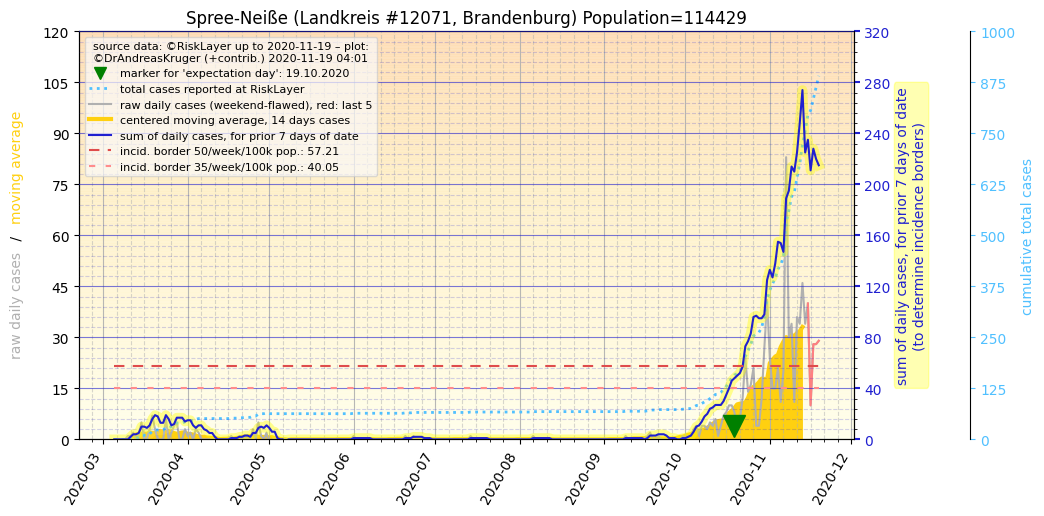 Spree-Neiße (Landkreis #12071, Brandenburg) Population=114429
source data: ©RiskLayer up to 2020-11-19 – plot:
©DrAndreasKruger (+contrib.) 2020-11-19 04:01
marker for 'expectation day': 19.10.2020
total cases reported at RiskLayer
raw daily cases (weekend-flawed), red: last 5
centered moving average, 14 days cases
sum of daily cases, for prior 7 days of date
incid. border 50/week/100k pop.: 57.21
incid. border 35/week/100k pop.: 40.05
raw daily cases / moving average
120
105
90
75
60
45
30
15
0
2020-03
2020-04
2020-05
2020-06
2020-07
2020-08
2020-09
2020-10
2020-11
2020-12
320
280
240
200
160
120
80
40
0
sum of daily cases, for prior 7 days of date
(to determine incidence borders)
1000
875
750
625
500
375
250
125
0
cumulative total cases